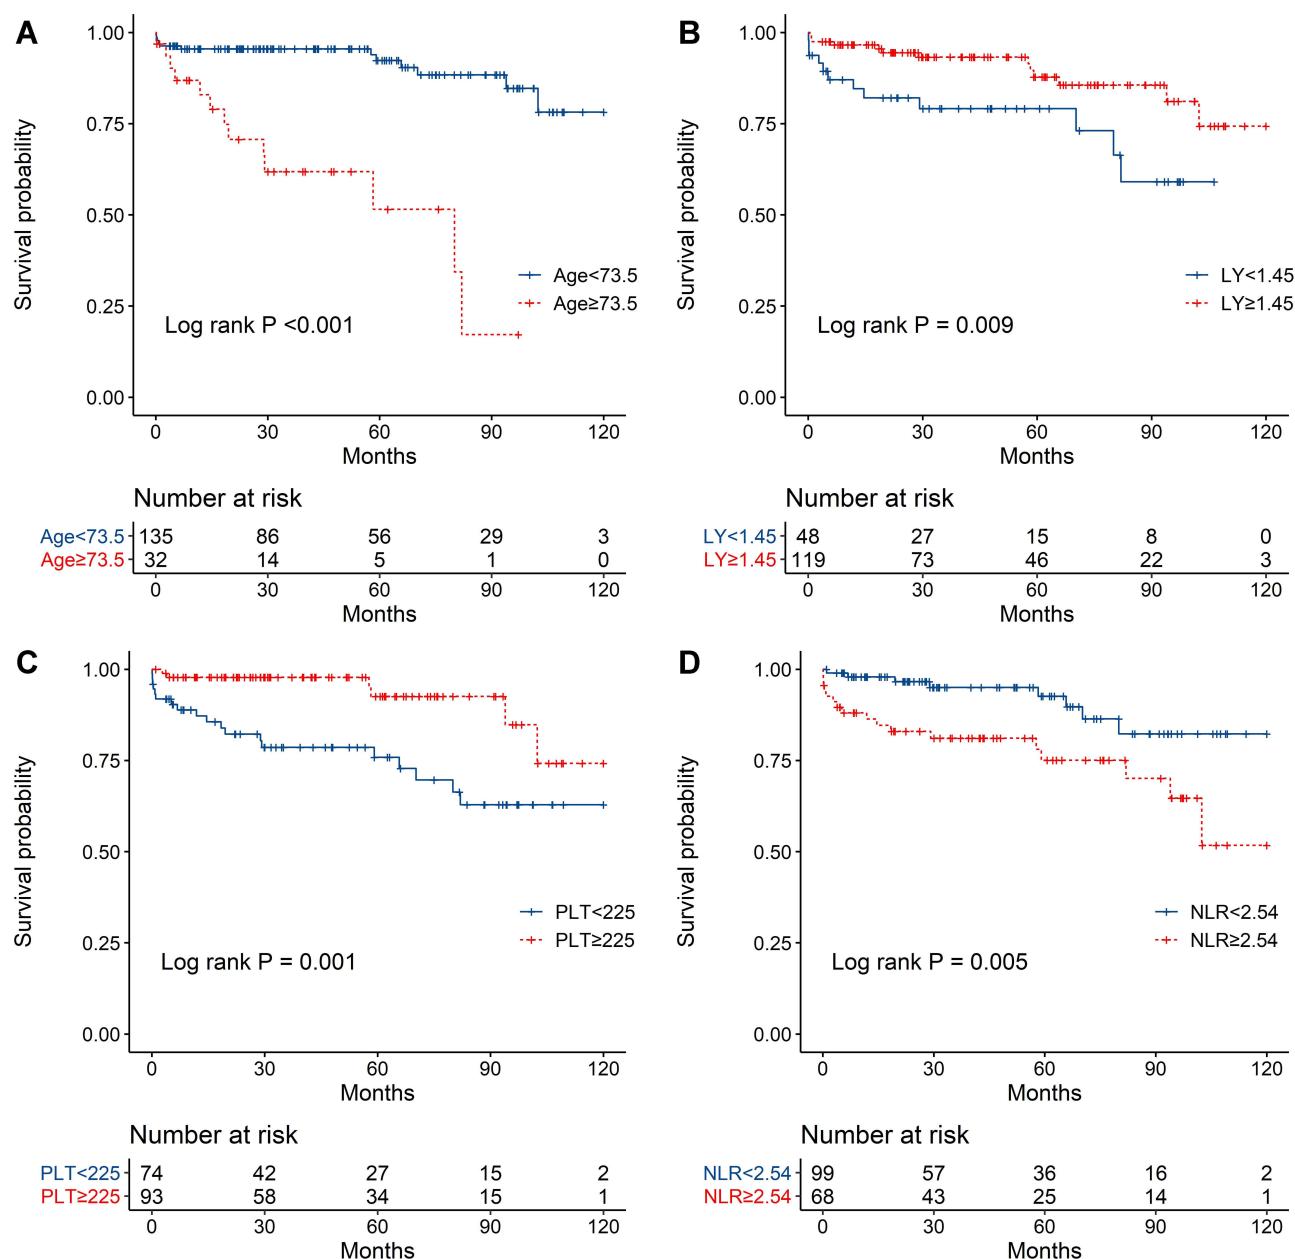 A
1.00
0.75
0.50
0.25
0.00
Survival probability
Age<73.5
Age≥73.5
Log rank P <0.001
0 30 60 90 120
Months
Number at risk
Age<73.5 135 86 56 29 3
Age≥73.5 32 14 5 1 0
0 30 60 90 120
Months
B
1.00
0.75
0.50
0.25
0.00
Survival probability
LY<1.45
LY≥1.45
Log rank P = 0.009
0 30 60 90 120
Months
Number at risk
LY<1.45 48 27 15 8 0
LY≥1.45 119 73 46 22 3
0 30 60 90 120
Months
C
1.00
0.75
0.50
0.25
0.00
Survival probability
PLT<225
PLT≥225
Log rank P = 0.001
0 30 60 90 120
Months
Number at risk
PLT<225 74 42 27 15 2
PLT≥225 93 58 34 15 1
0 30 60 90 120
Months
D
1.00
0.75
0.50
0.25
0.00
Survival probability
NLR<2.54
NLR≥2.54
Log rank P = 0.005
0 30 60 90 120
Months
Number at risk
NLR<2.54 99 57 36 16 2
NLR≥2.54 68 43 25 14 1
0 30 60 90 120
Months